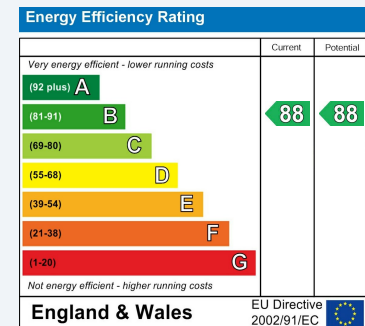 Energy Efficiency Rating
Current Potential
Very energy efficient - lower running costs
(92 plus) A
(81-91) B 88 88
(69-80) C
(55-68) D
(39-54) E
(21-38) F
(1-20) G
Not energy efficient - higher running costs
England & Wales
EU Directive
2002/91/EC